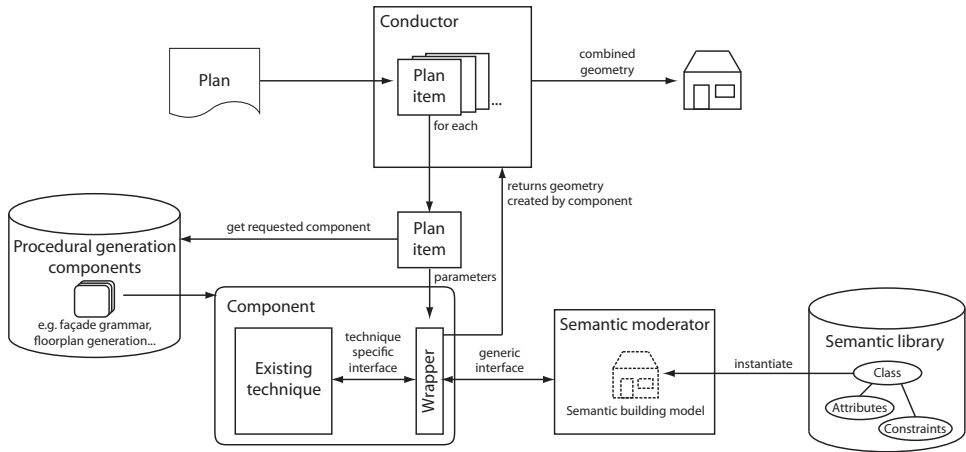 Conductor
Plan
Plan
item
...
for each
combined
geometry
returns geometry
created by component
Procedural generation
components
e.g. façade grammar,
floorplan generation...
get requested component
Plan
item
parameters
Component
Existing
technique
technique
specific
interface
Wrapper
generic
interface
Semantic moderator
Semantic building model
instantiate
Semantic library
Class
Attributes
Constraints